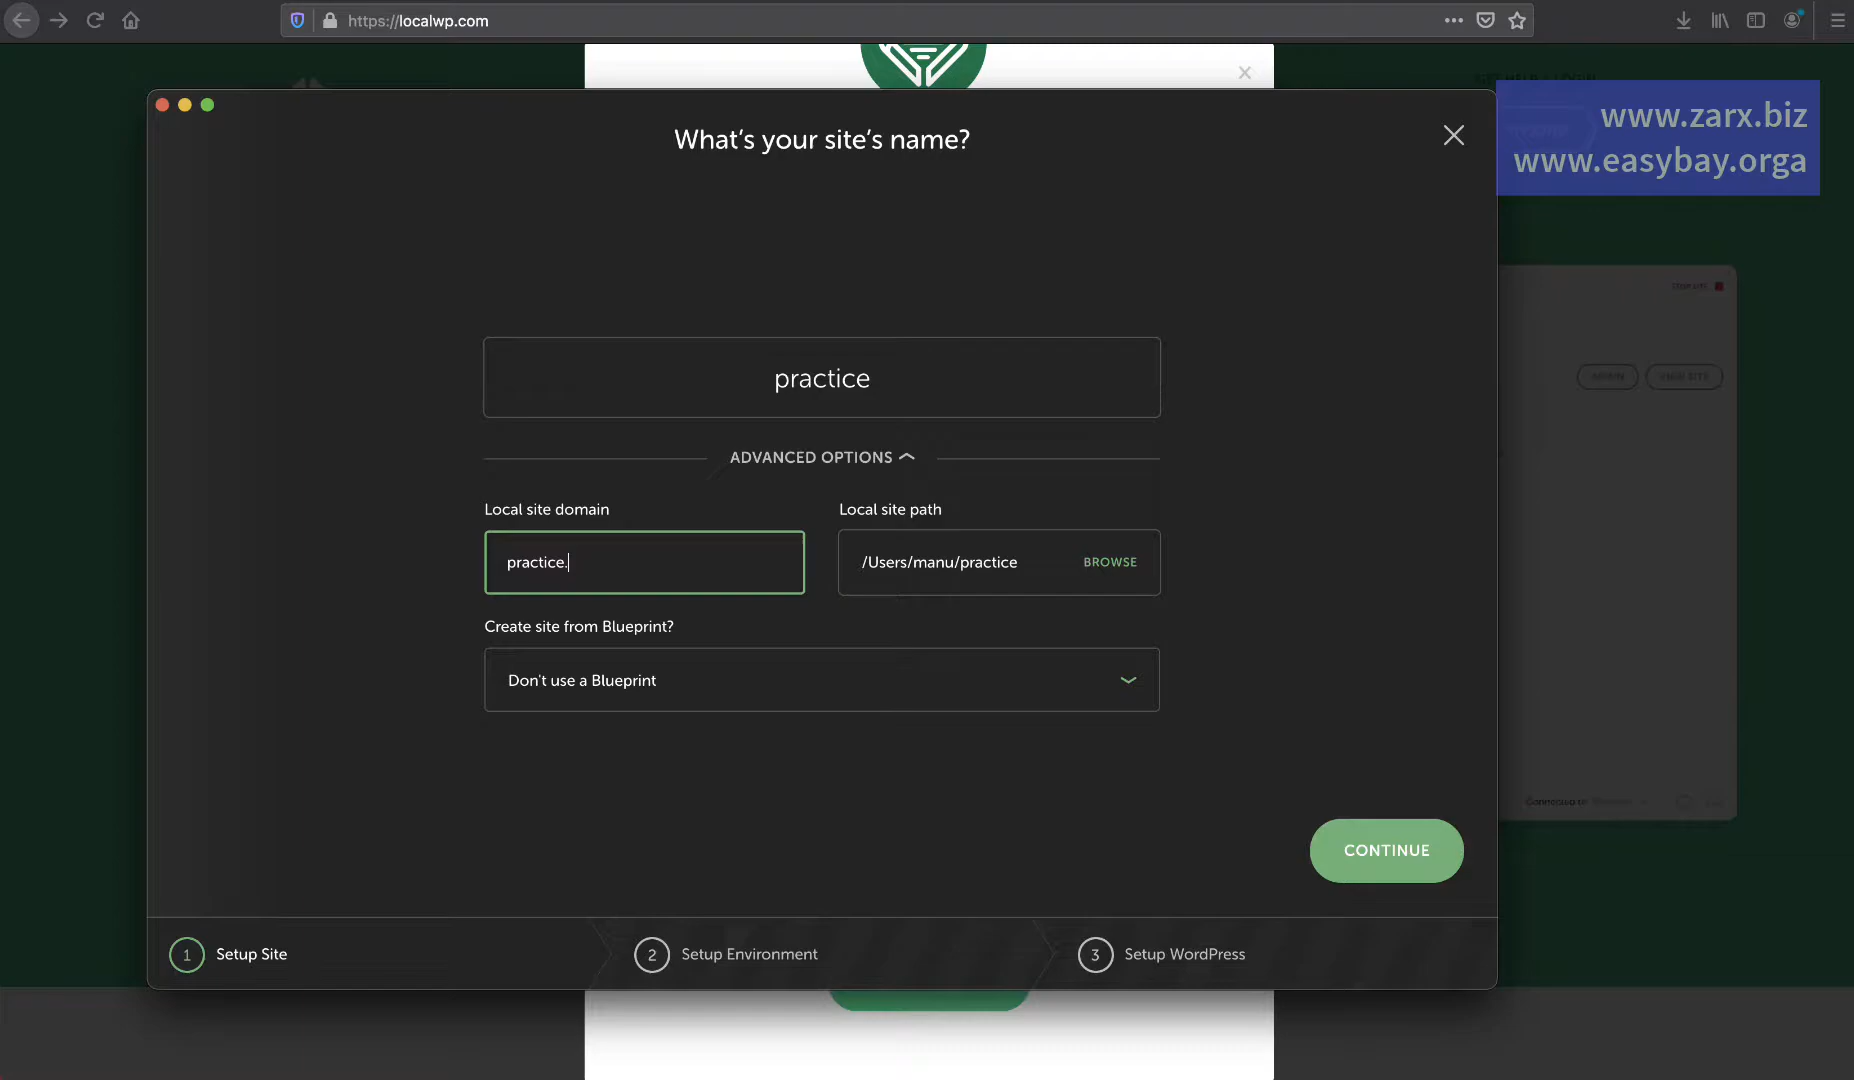 https://localwp.com
www.zarx.biz
www.easybay.orga
What's your site's name?
practice
ADVANCED OPTIONS
Local site domain
Local site path
practice.
/Users/manu/practice
BROWSE
Create site from Blueprint?
Don't use a Blueprint
CONTINUE
1 Setup Site
2 Setup Environment
3 Setup WordPress